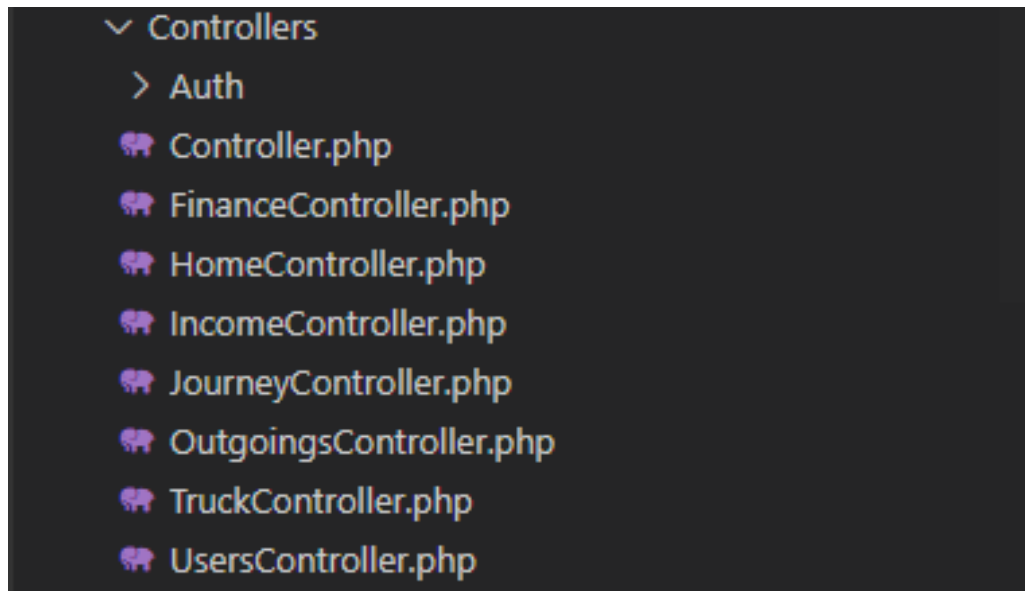 Controllers
Auth
Controller.php
FinanceController.php
HomeController.php
IncomeController.php
JourneyController.php
OutgoingsController.php
TruckController.php
UsersController.php